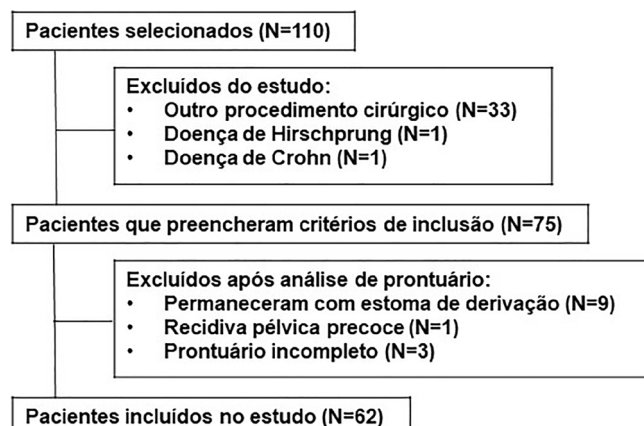 Pacientes selecionados (N=110)
Excluídos do estudo:
• Outro procedimento cirúrgico (N=33)
• Doença de Hirschprung (N=1)
• Doença de Crohn (N=1)
Pacientes que preencheram critérios de inclusão (N=75)
Excluídos após análise de prontuário:
• Permaneceram com estoma de derivação (N=9)
• Recidiva pélvica precoce (N=1)
• Prontuário incompleto (N=3)
Pacientes incluídos no estudo (N=62)